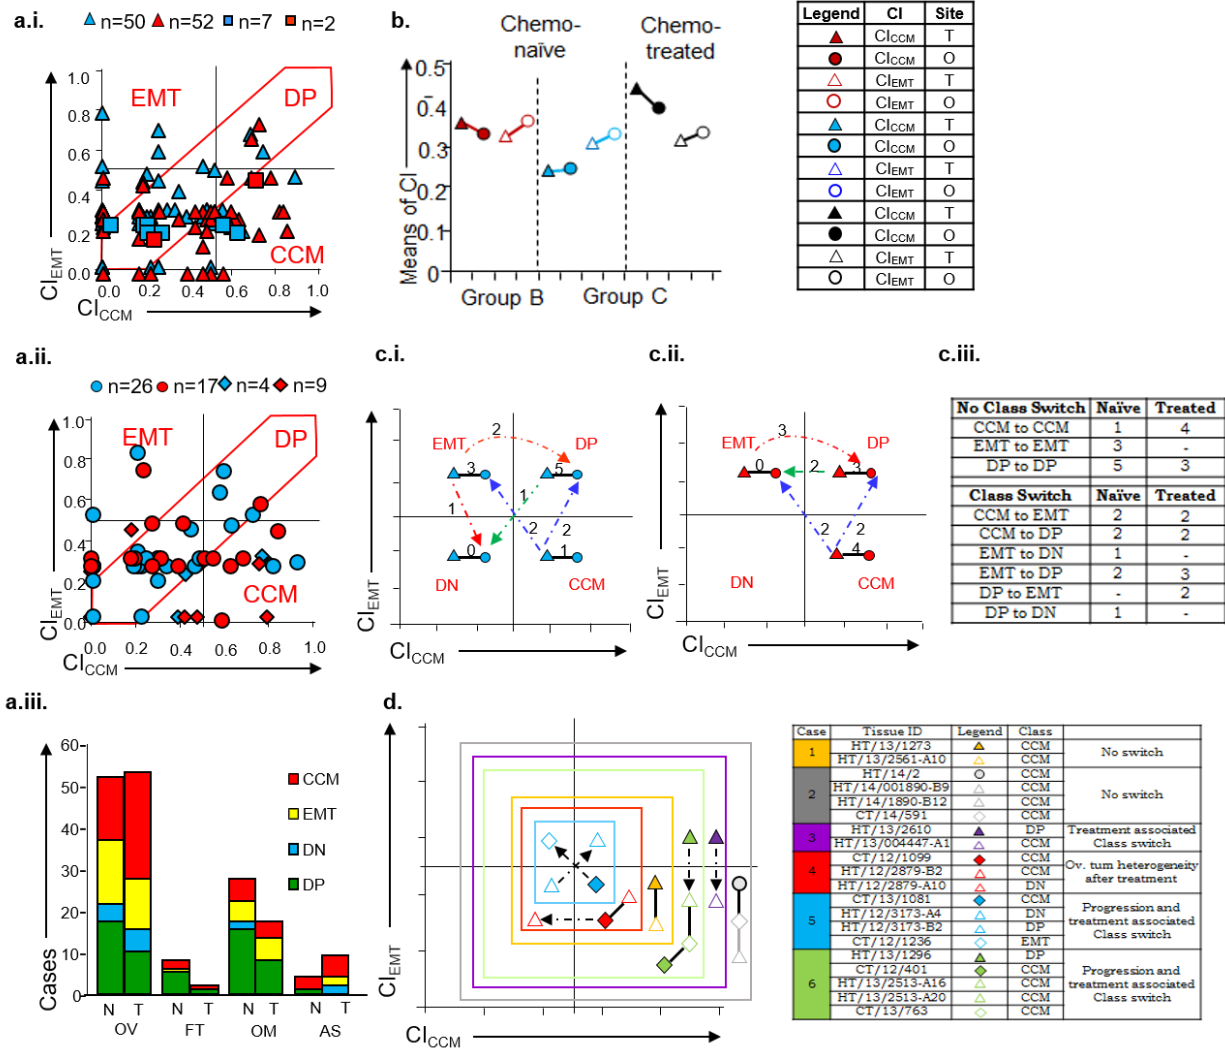 a.i.
n=50 n=52 n=7 n=2
1.0
0.8
0.6
0.4
0.2
0.0
EMT
DP
CCM
0.0 0.2 0.4 0.6 0.8 1.0
CIEMT
CICCM
b.
Chemo-
naïve
Chemo-
treated
0.5
0.4
0.3
0.2
0.1
0
Means of CI
Group B
Group C
Legend CI Site
CICCM T
CICCM O
CIEMT T
CIEMT O
CICCM T
CICCM O
CIEMT T
CIEMT O
CICCM T
CICCM O
CIEMT T
CIEMT O
a.ii.
n=26 n=17 n=4 n=9
1.0
0.8
0.6
0.4
0.2
0.0
EMT
DP
CCM
0.0 0.2 0.4 0.6 0.8 1.0
CIEMT
CICCM
c.i.
EMT 2 DP
3 5
1 1
2 2
0 1
DN CCM
CIEMT
CICCM
c.ii.
EMT 3 DP
0 2 3
2 2
4
DN CCM
CIEMT
CICCM
c.iii.
No Class Switch Naïve Treated
CCM to CCM 1 4
EMT to EMT 3 -
DP to DP 5 3
Class Switch Naïve Treated
CCM to EMT 2 2
CCM to DP 2 2
EMT to DN 1 -
EMT to DP 2 3
DP to EMT - 2
DP to DN 1 -
a.iii.
60
50
40
30
20
10
0
Cases
CCM
EMT
DN
DP
N T N T N T N T
OV FT OM AS
d.
CIEMT
CICCM
Case Tissue ID Legend Class
1
HT/13/1273 CCM
HT/13/2561-A10 CCM
No switch
2
HT/14/2 CCM
HT/14/001890-B9 CCM
HT/14/1890-B12 CCM
CT/14/591 CCM
No switch
3
HT/13/2610 DP
HT/13/004447-A1 CCM
Treatment associated
Class switch
4
CT/12/1099 CCM
HT/12/2879-B2 CCM
HT/12/2879-A10 DN
Ov. tum heterogeneity
after treatment
5
CT/13/1081 CCM
HT/12/3173-A4 DN
HT/12/3173-B2 DP
CT/12/1236 EMT
Progression and
treatment associated
Class switch
6
HT/13/1296 DP
CT/12/401 CCM
HT/13/2513-A16 CCM
HT/13/2513-A20 CCM
CT/13/763 CCM
Progression and
treatment associated
Class switch